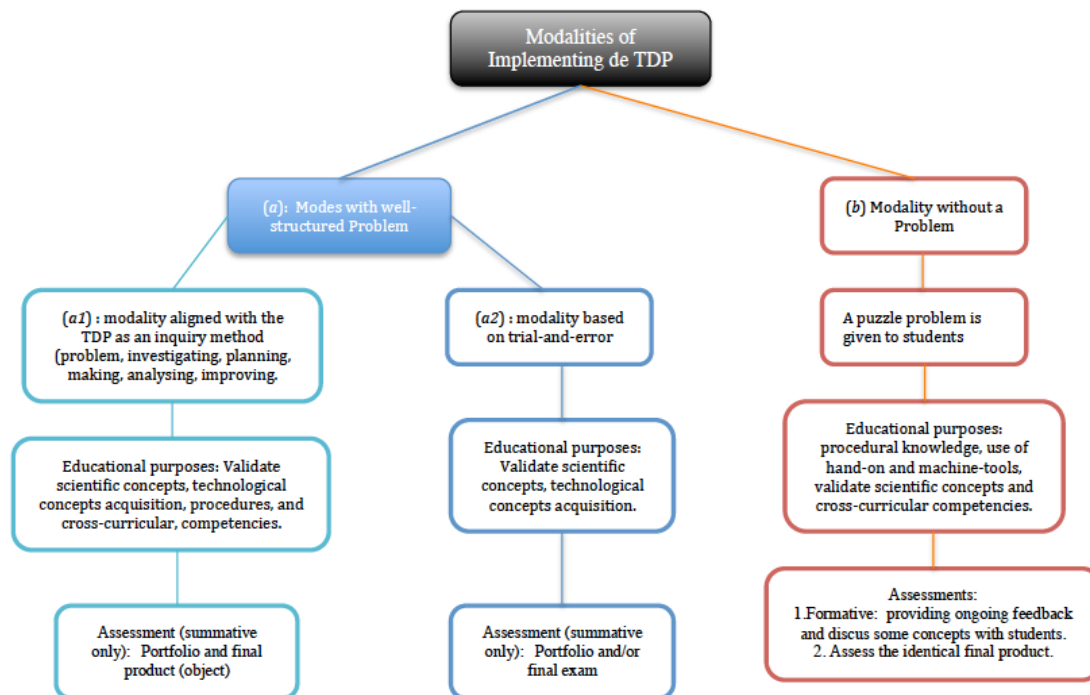 Modalities of
Implementing de TDP
(a): Modes with well-
structured Problem
(b) Modality without a
Problem
(a1) : modality aligned with the
TDP as an inquiry method
(problem, investigating, planning,
making, analysing, improving.
(a2) : modality based
on trial-and-error
A puzzle problem is
given to students
Educational purposes: Validate
scientific concepts, technological
concepts acquisition, procedures, and
cross-curricular, competencies.
Educational purposes:
Validate scientific
concepts, technological
concepts acquisition.
Educational purposes:
procedural knowledge, use of
hand-on and machine-tools,
validate scientific concepts and
cross-curricular competencies.
Assessment (summative
only): Portfolio and final
product (object)
Assessment (summative
only): Portfolio and/or
final exam
Assessments:
1.Formative: providing ongoing feedback
and discus some concepts with students.
2. Assess the identical final product.